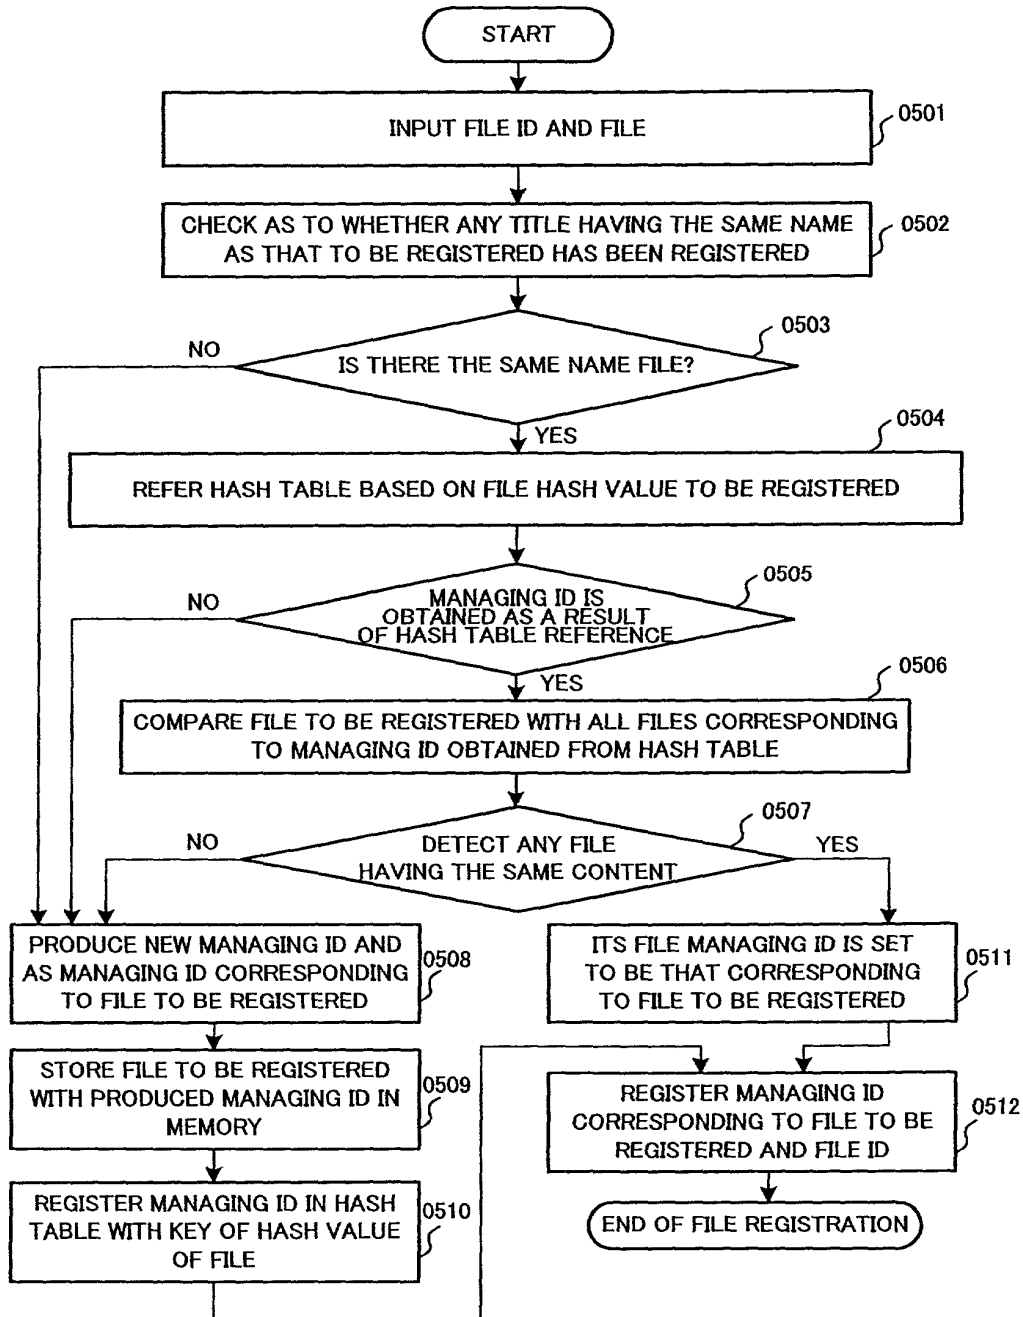 START
INPUT FILE ID AND FILE
0501
CHECK AS TO WHETHER ANY TITLE HAVING THE SAME NAME
AS THAT TO BE REGISTERED HAS BEEN REGISTERED
0502
IS THERE THE SAME NAME FILE?
0503
NO
YES
REFER HASH TABLE BASED ON FILE HASH VALUE TO BE REGISTERED
0504
MANAGING ID IS
OBTAINED AS A RESULT
OF HASH TABLE REFERENCE
0505
NO
YES
COMPARE FILE TO BE REGISTERED WITH ALL FILES CORRESPONDING
TO MANAGING ID OBTAINED FROM HASH TABLE
0506
DETECT ANY FILE
HAVING THE SAME CONTENT
0507
NO
YES
PRODUCE NEW MANAGING ID AND
AS MANAGING ID CORRESPONDING
TO FILE TO BE REGISTERED
0508
STORE FILE TO BE REGISTERED
WITH PRODUCED MANAGING ID IN
MEMORY
0509
REGISTER MANAGING ID IN HASH
TABLE WITH KEY OF HASH VALUE
OF FILE
0510
ITS FILE MANAGING ID IS SET
TO BE THAT CORRESPONDING
TO FILE TO BE REGISTERED
0511
REGISTER MANAGING ID
CORRESPONDING TO FILE TO BE
REGISTERED AND FILE ID
0512
END OF FILE REGISTRATION